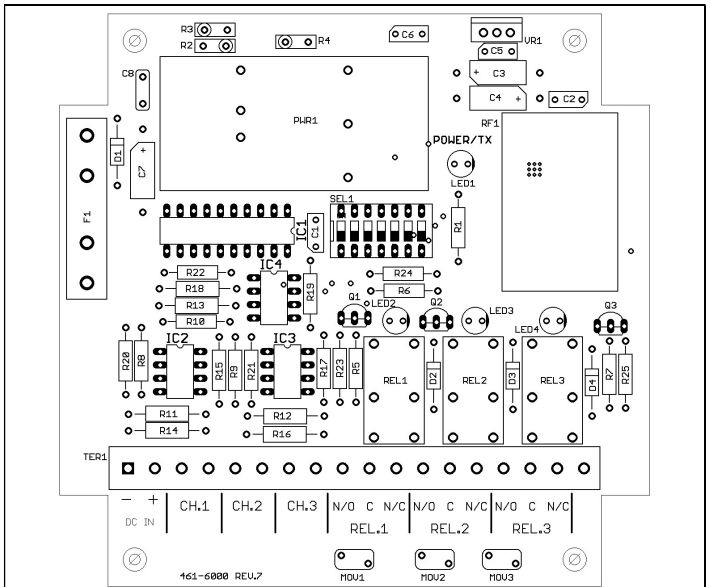 R3
R2
R4
C6
VR1
C5
C3
+
C8
C4
+
C2
PWR1
RF1
D1
+
C7
POWER/TX
LED1
F1
SEL1
IC1
C1
R1
R22
IC4
R24
R18
R19
R6
R13
Q1
LED2
Q2
LED3
Q3
R10
LED4
IC2
IC3
R20
R8
R15
R9
R21
R17
R23
R5
REL1
D2
REL2
D3
REL3
D4
R7
R25
R11
R12
R14
R16
TER1
− + CH.1 CH.2 CH.3 N/O C N/C N/O C N/C N/O C N/C
DC IN
REL.1 REL.2 REL.3
461-6000 REV.7
MOV1 MOV2 MOV3